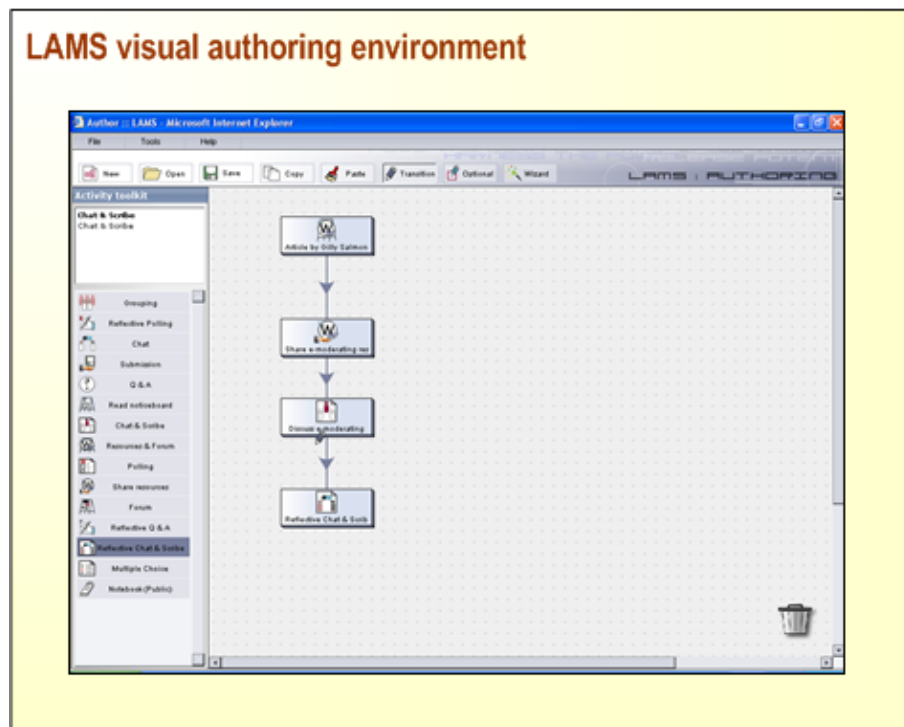 LAMS visual authoring environment
Author :: LAMS - Microsoft Internet Explorer
File Tools Help
New Open Save Copy Paste Transition Optional Wizard LAMS : AUTHORING
Activity toolkit
Chat & Scribe
Chat & Scribe
Grouping
Reflective Polling
Chat
Submission
Q & A
Read noticeboard
Chat & Scribe
Resources & Forum
Polling
Share resources
Forum
Reflective Q & A
Reflective Chat & Scribe
Multiple Choice
Notebook (Public)
Article by Gilly Salmon
Share e-moderating res
Discuss e-moderating
Reflective Chat & Scrib